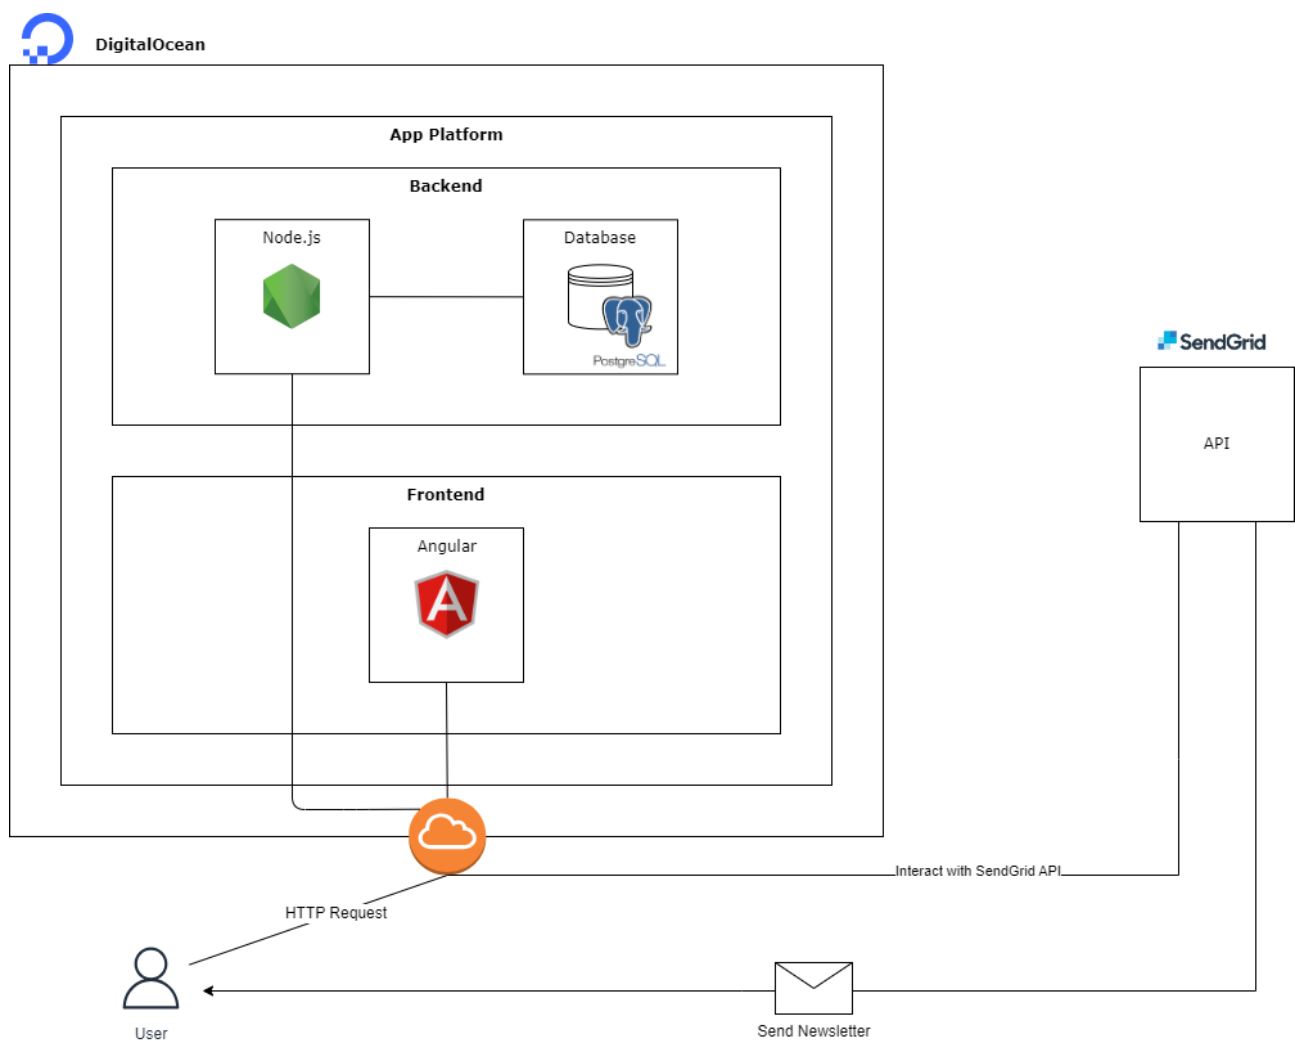 DigitalOcean
App Platform
Backend
Node.js
Database
PostgreSQL
SendGrid
API
Frontend
Angular
Interact with SendGrid API
HTTP Request
User
Send Newsletter